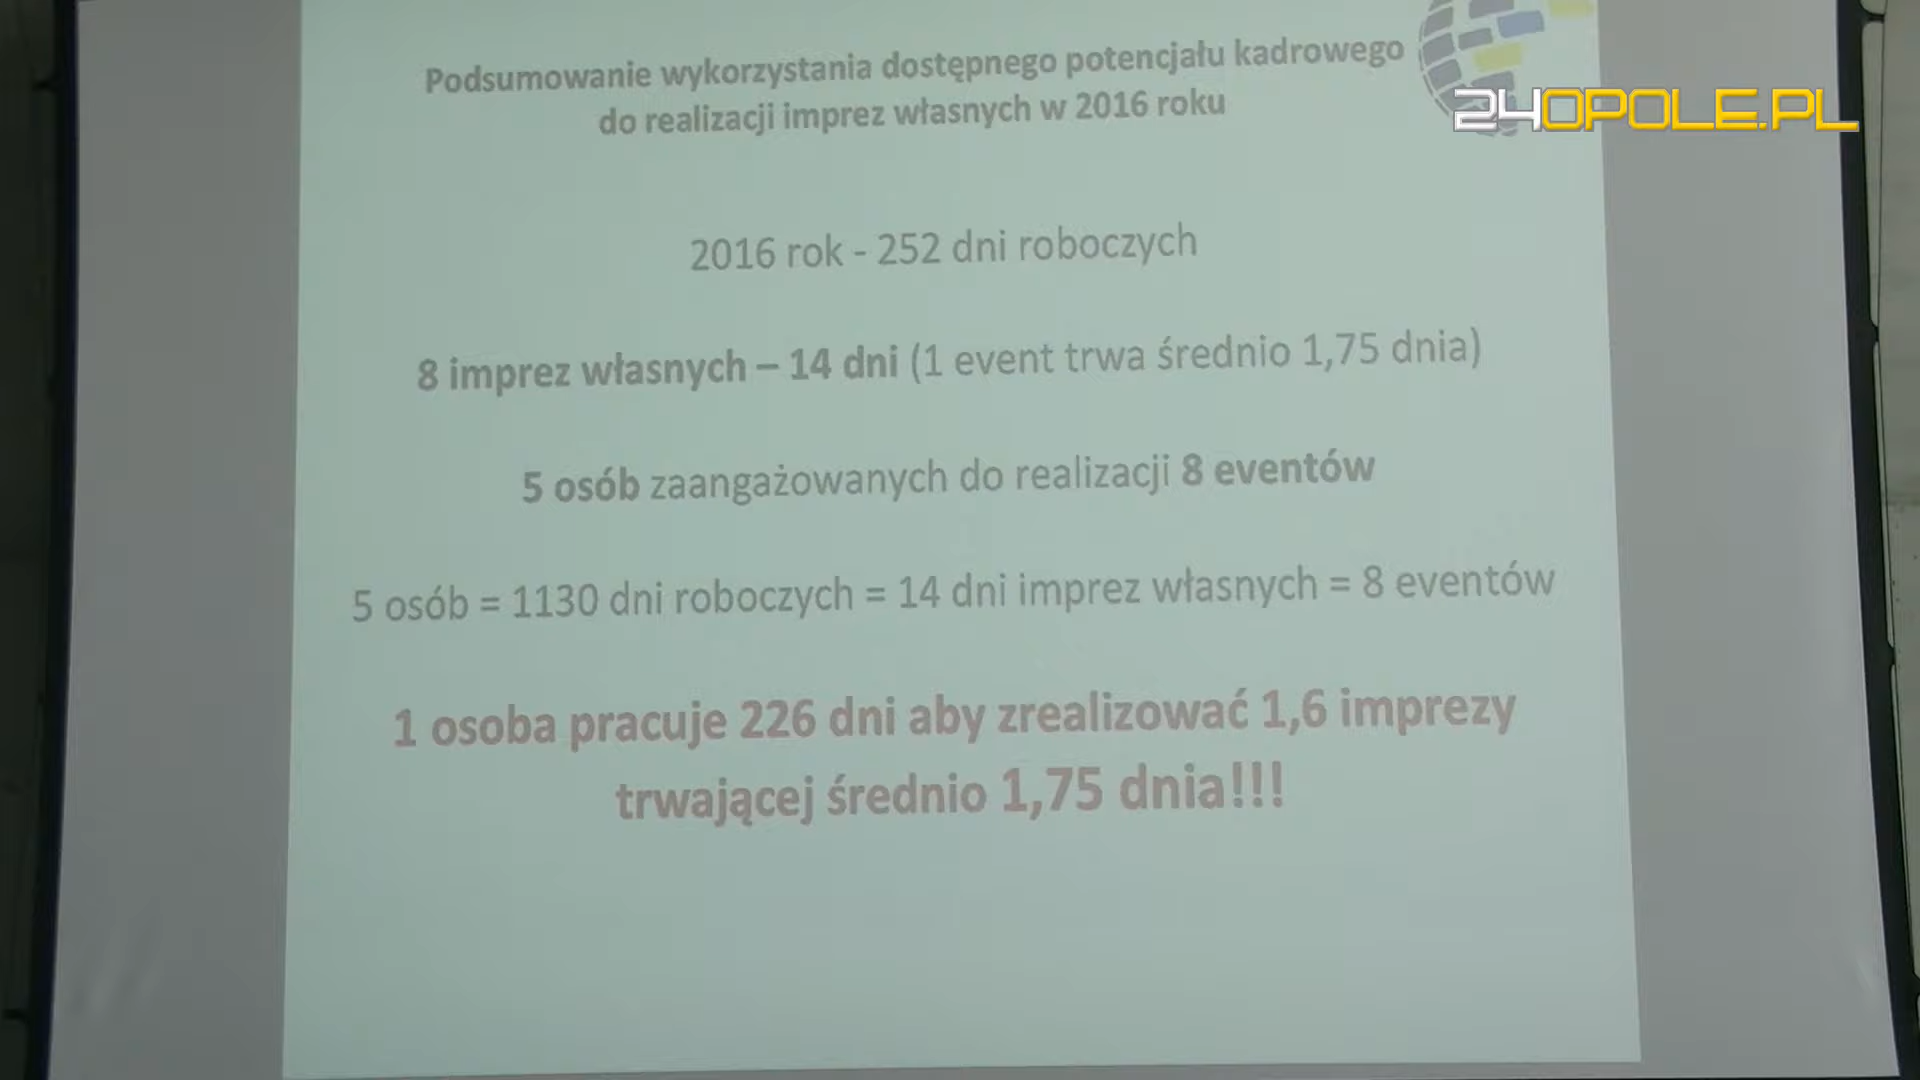 Podsumowanie wykorzystania dostępnego potencjału kadrowego
do realizacji imprez własnych w 2016 roku
24OPOLE.PL
2016 rok - 252 dni roboczych
8 imprez własnych – 14 dni (1 event trwa średnio 1,75 dnia)
5 osób zaangażowanych do realizacji 8 eventów
5 osób = 1130 dni roboczych = 14 dni imprez własnych = 8 eventów
1 osoba pracuje 226 dni aby zrealizować 1,6 imprezy
trwającej średnio 1,75 dnia!!!